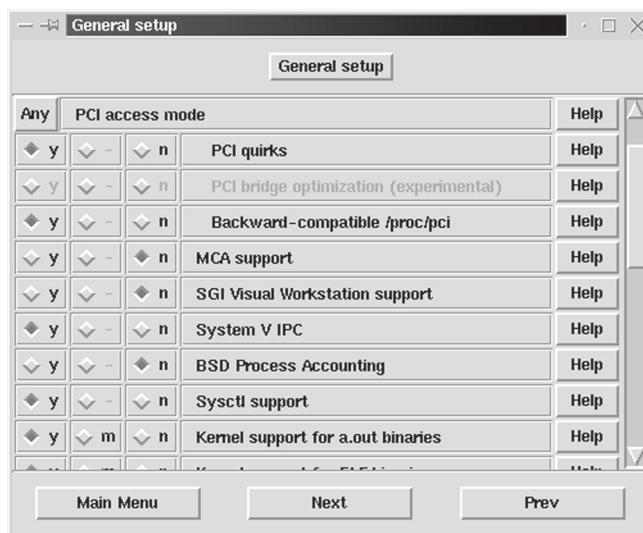 General setup
General setup
Any PCI access mode Help
y - n PCI quirks Help
y - n PCI bridge optimization (experimental) Help
y - n Backward-compatible /proc/pci Help
y - n MCA support Help
y - n SGI Visual Workstation support Help
y - n System V IPC Help
y - n BSD Process Accounting Help
y - n Sysctl support Help
y m n Kernel support for a.out binaries Help
Main Menu Next Prev